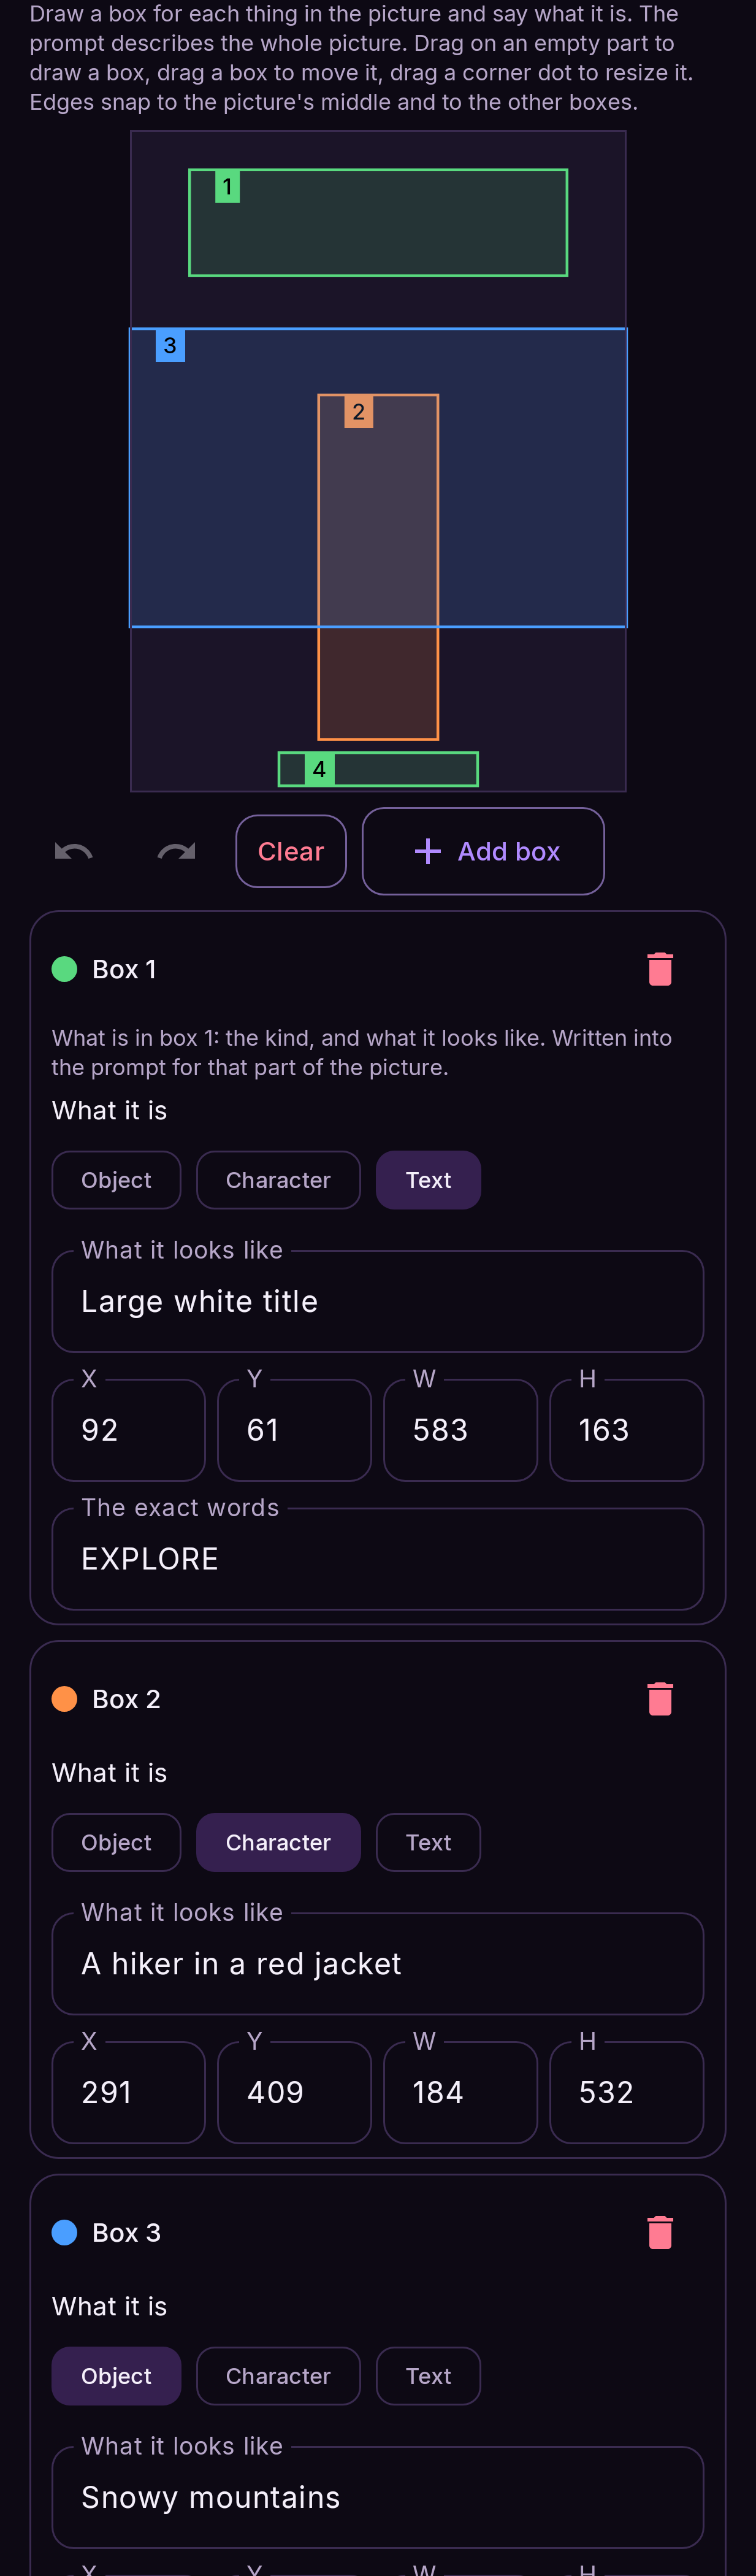 Draw a box for each thing in the picture and say what it is. The
prompt describes the whole picture. Drag on an empty part to
draw a box, drag a box to move it, drag a corner dot to resize it.
Edges snap to the picture's middle and to the other boxes.
1
3
2
4
Clear
Add box
Box 1
What is in box 1: the kind, and what it looks like. Written into
the prompt for that part of the picture.
What it is
Object Character Text
What it looks like
Large white title
X Y W H
92 61 583 163
The exact words
EXPLORE
Box 2
What it is
Object Character Text
What it looks like
A hiker in a red jacket
X Y W H
291 409 184 532
Box 3
What it is
Object Character Text
What it looks like
Snowy mountains
X Y W H